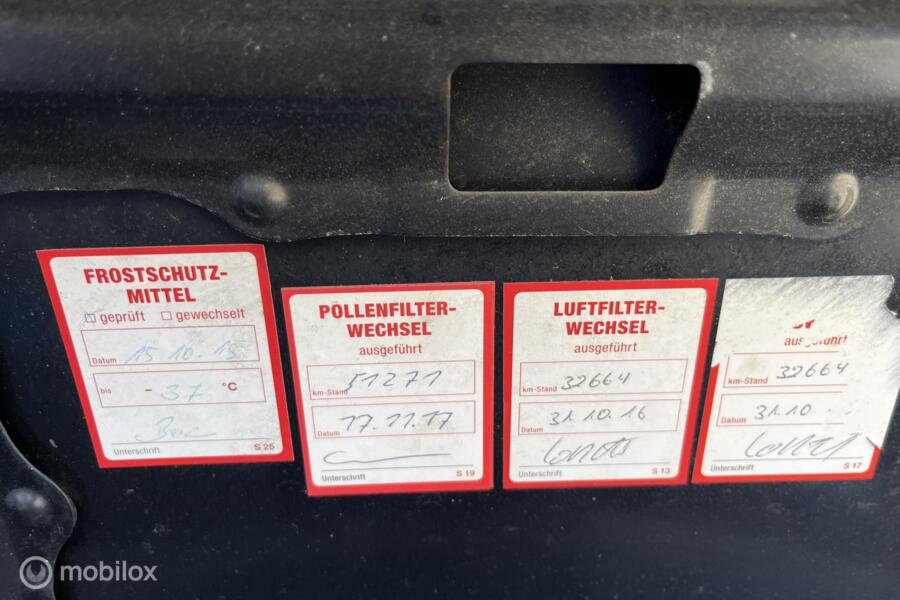 FROSTSCHUTZ-
MITTEL
geprüft gewechselt
Datum 15.10.15
bis - 37 °C
Unterschrift S 25
POLLENFILTER-
WECHSEL
ausgeführt
km-Stand 51271
Datum 17.11.17
Unterschrift S 19
LUFTFILTER-
WECHSEL
ausgeführt
km-Stand 32664
Datum 31.10.16
Unterschrift S 13
km-Stand 32664
Datum 31.10.
Unterschrift S 17
mobilox